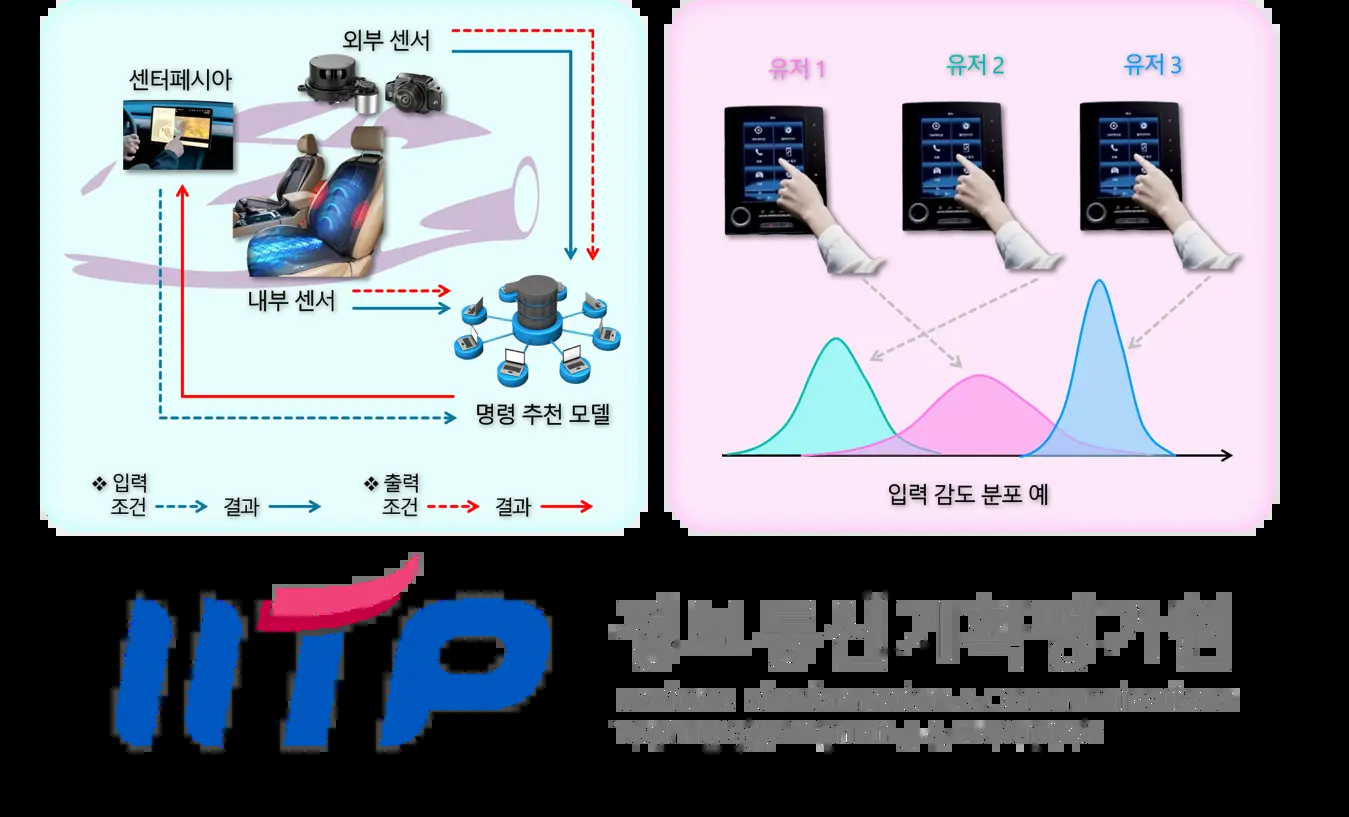 외부 센서
센터페시아
내부 센서
명령 추천 모델
❖ 입력
조건
결과
❖ 출력
조건
결과
유저 1
유저 2
유저 3
입력 감도 분포 예
IITP
정보통신기획평가원